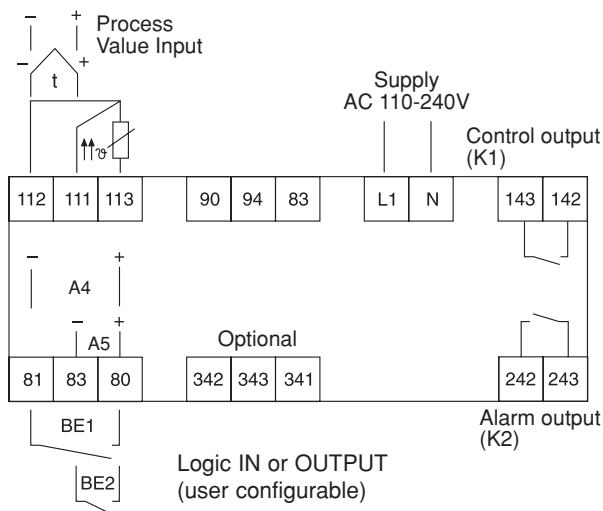 − +
Process
Value Input
− +
t
Supply
AC 110-240V
ϑ
Control output
(K1)
112 111 113 90 94 83 L1 N 143 142
− +
A4
− +
A5
Optional
81 83 80 342 343 341 242 243
BE1
Alarm output
(K2)
Logic IN or OUTPUT
(user configurable)
BE2